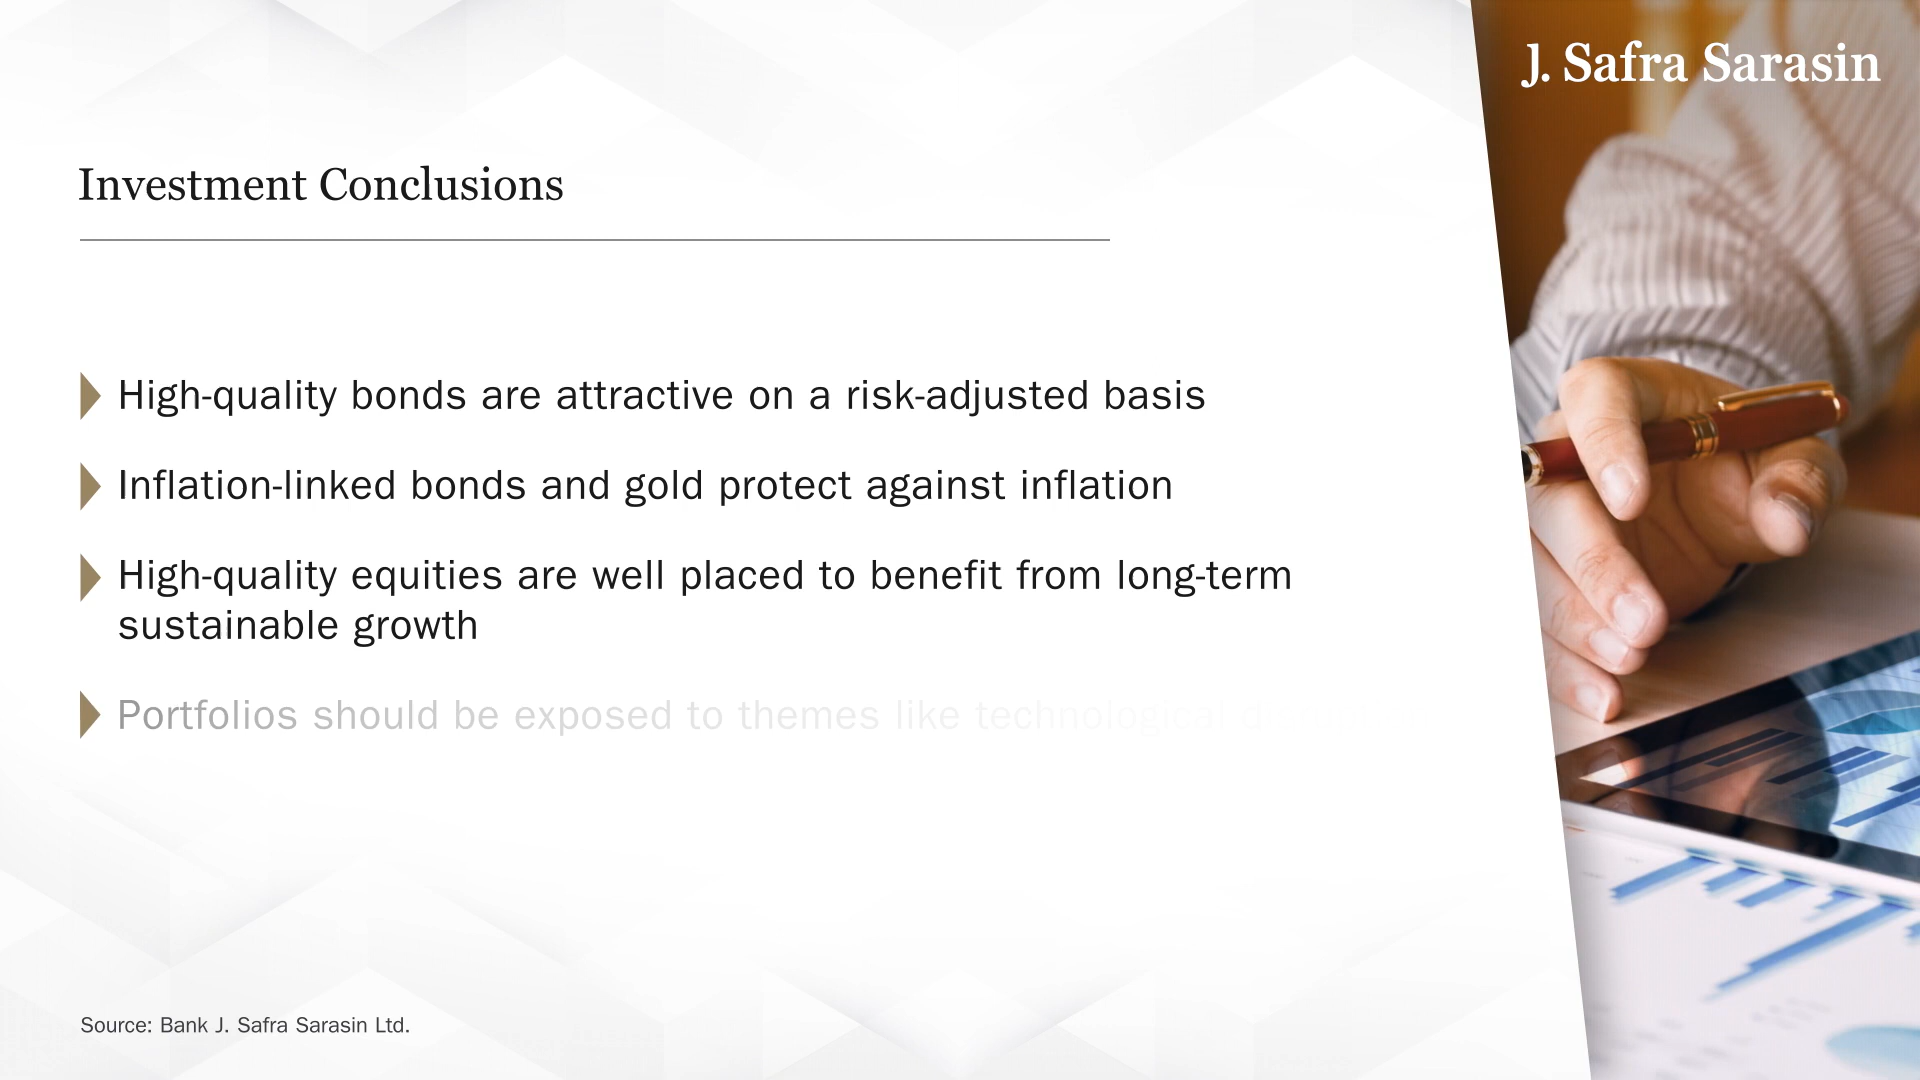 J. Safra Sarasin
Investment Conclusions
High-quality bonds are attractive on a risk-adjusted basis
Inflation-linked bonds and gold protect against inflation
High-quality equities are well placed to benefit from long-term
sustainable growth
Portfolios should be exposed to themes like technological
Source: Bank J. Safra Sarasin Ltd.